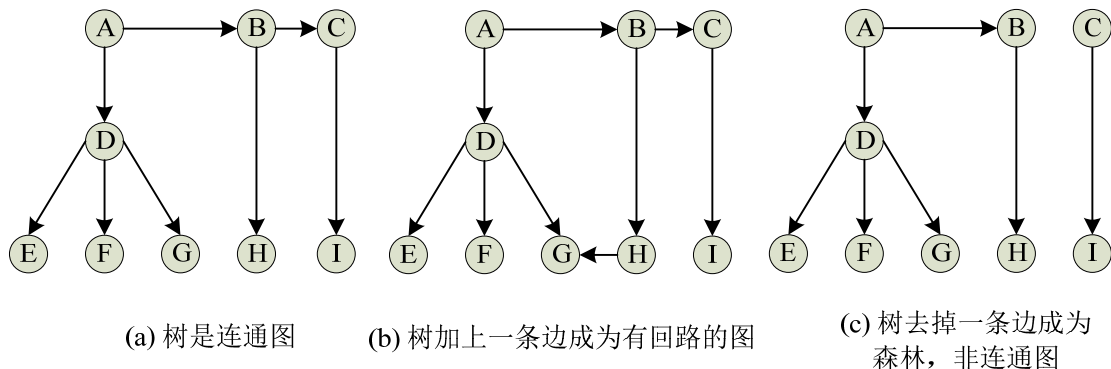 A B C
D
E F G H I
(a) 树是连通图
A B C
D
E F G H I
(b) 树加上一条边成为有回路的图
A B C
D
E F G H I
(c) 树去掉一条边成为
森林，非连通图